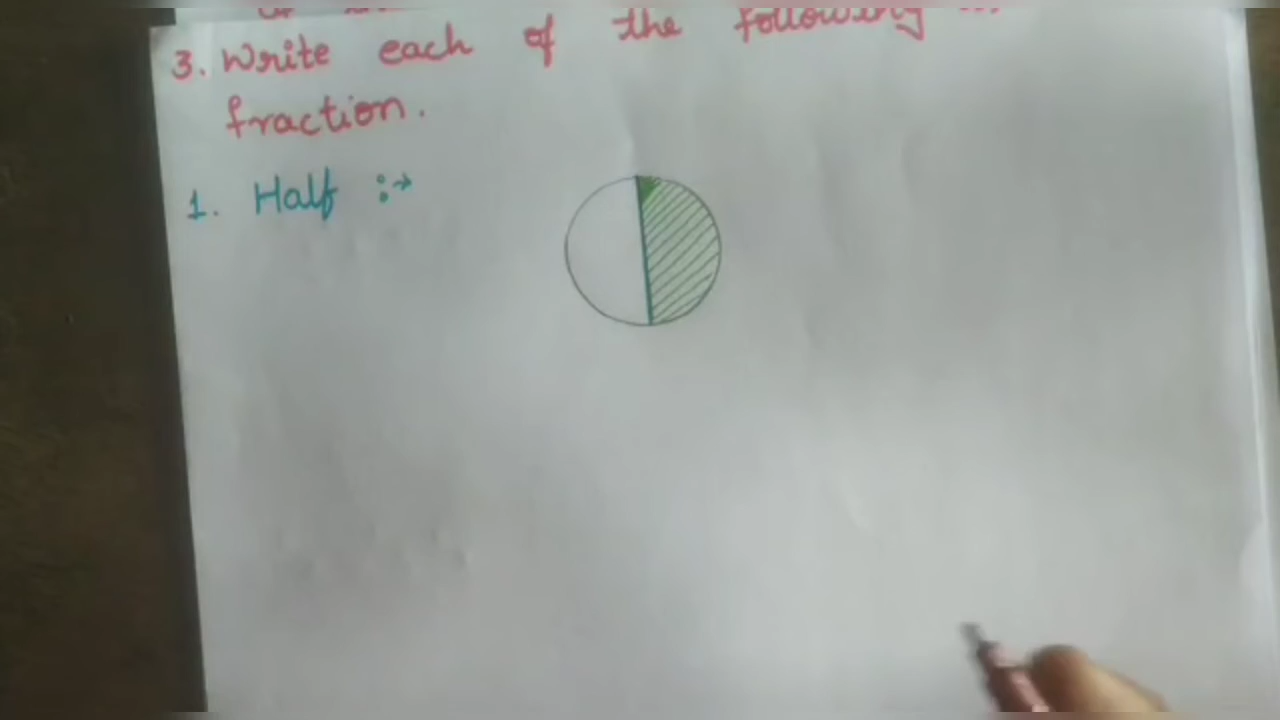 3. Write each of the following
fraction.
1. Half :→